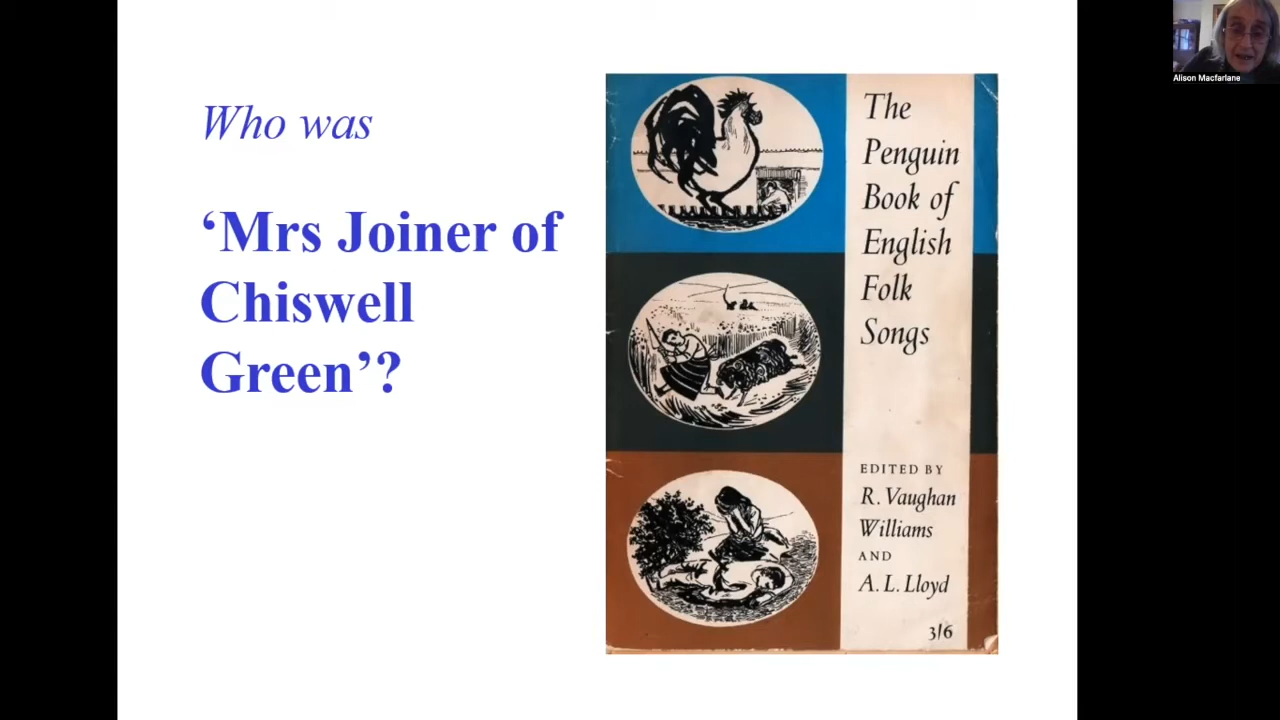 Who was
‘Mrs Joiner of
Chiswell
Green’?
The
Penguin
Book of
English
Folk
Songs
EDITED BY
R. Vaughan
Williams
AND
A. L. Lloyd
3/6
Alison Macfarlane